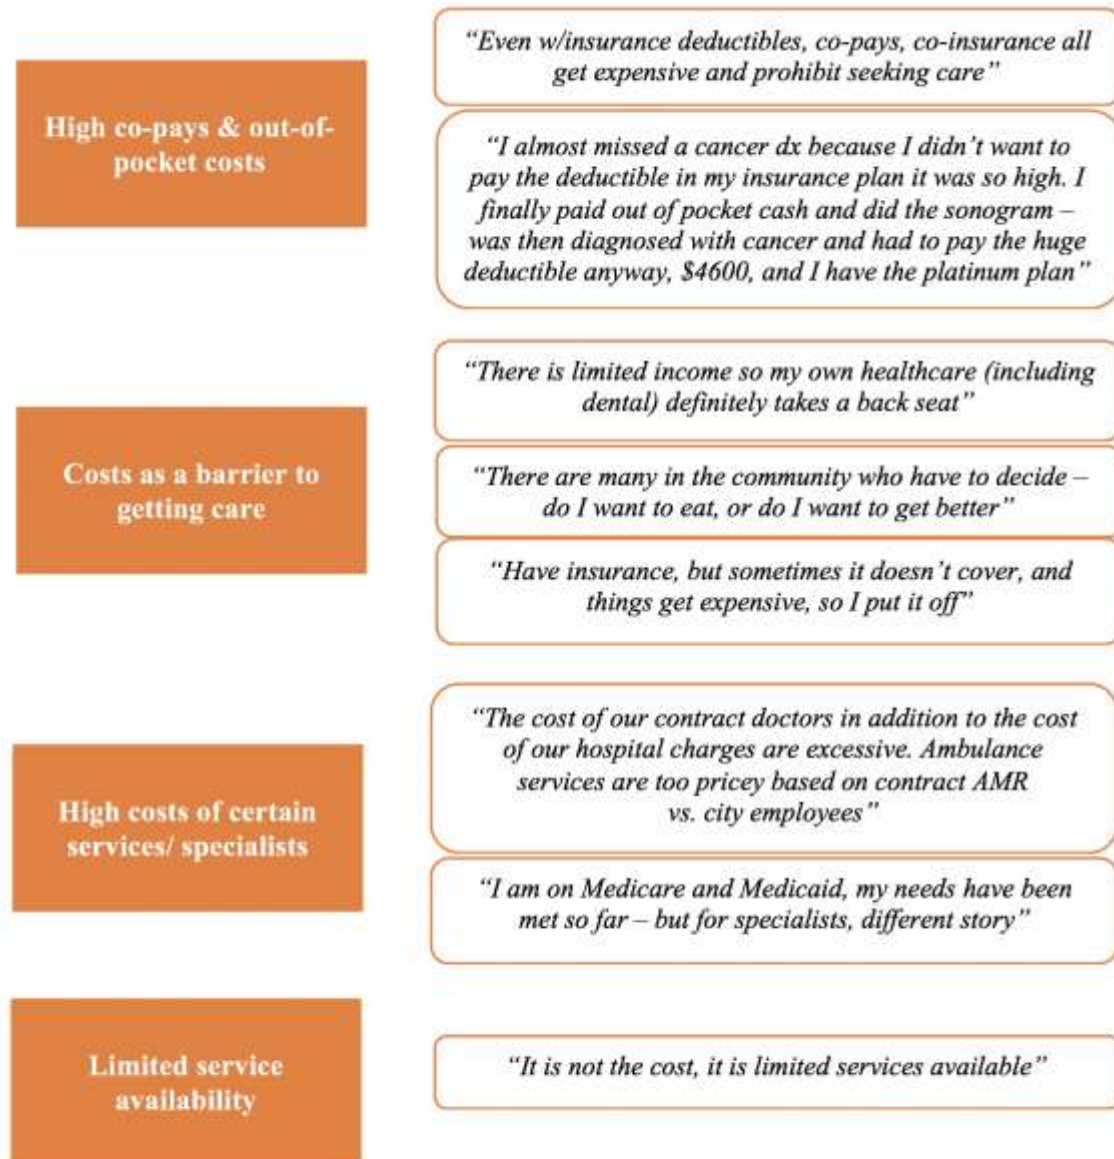 High co-pays & out-of-
pocket costs
“Even w/insurance deductibles, co-pays, co-insurance all
get expensive and prohibit seeking care”
“I almost missed a cancer dx because I didn’t want to
pay the deductible in my insurance plan it was so high. I
finally paid out of pocket cash and did the sonogram –
was then diagnosed with cancer and had to pay the huge
deductible anyway, $4600, and I have the platinum plan”
Costs as a barrier to
getting care
“There is limited income so my own healthcare (including
dental) definitely takes a back seat”
“There are many in the community who have to decide –
do I want to eat, or do I want to get better”
“Have insurance, but sometimes it doesn’t cover, and
things get expensive, so I put it off”
High costs of certain
services/ specialists
“The cost of our contract doctors in addition to the cost
of our hospital charges are excessive. Ambulance
services are too pricey based on contract AMR
vs. city employees”
“I am on Medicare and Medicaid, my needs have been
met so far – but for specialists, different story”
Limited service
availability
“It is not the cost, it is limited services available”